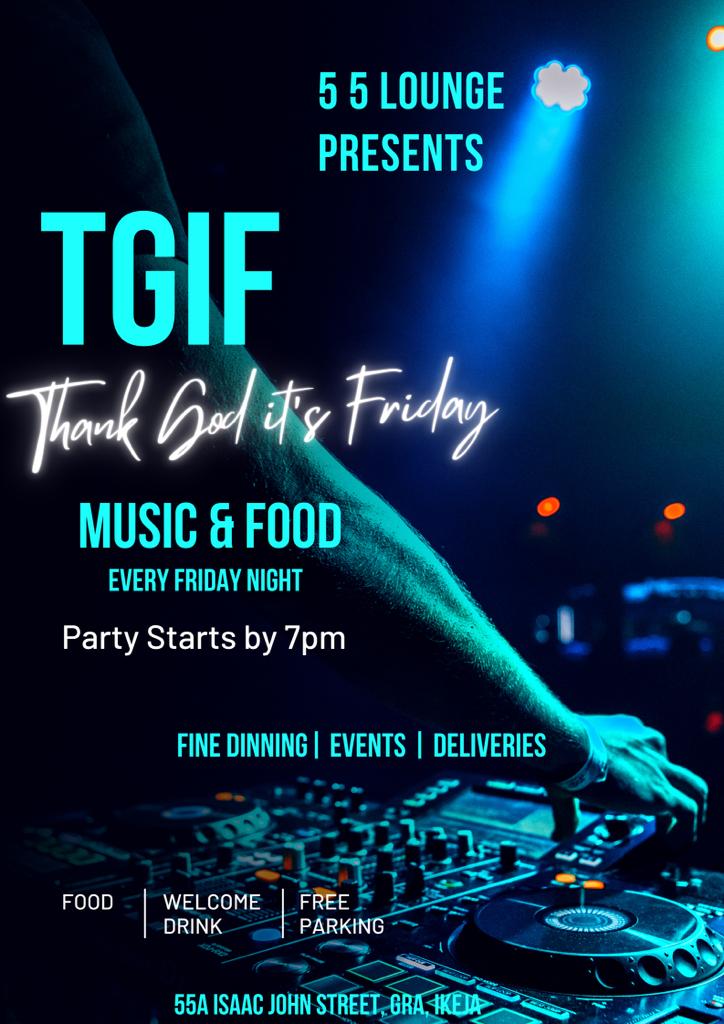 5 5 LOUNGE
PRESENTS
TGIF
Thank God it's Friday
MUSIC & FOOD
EVERY FRIDAY NIGHT
Party Starts by 7pm
FINE DINNING| EVENTS | DELIVERIES
FOOD | WELCOME DRINK | FREE PARKING
55A ISAAC JOHN STREET, GRA, IKEJA